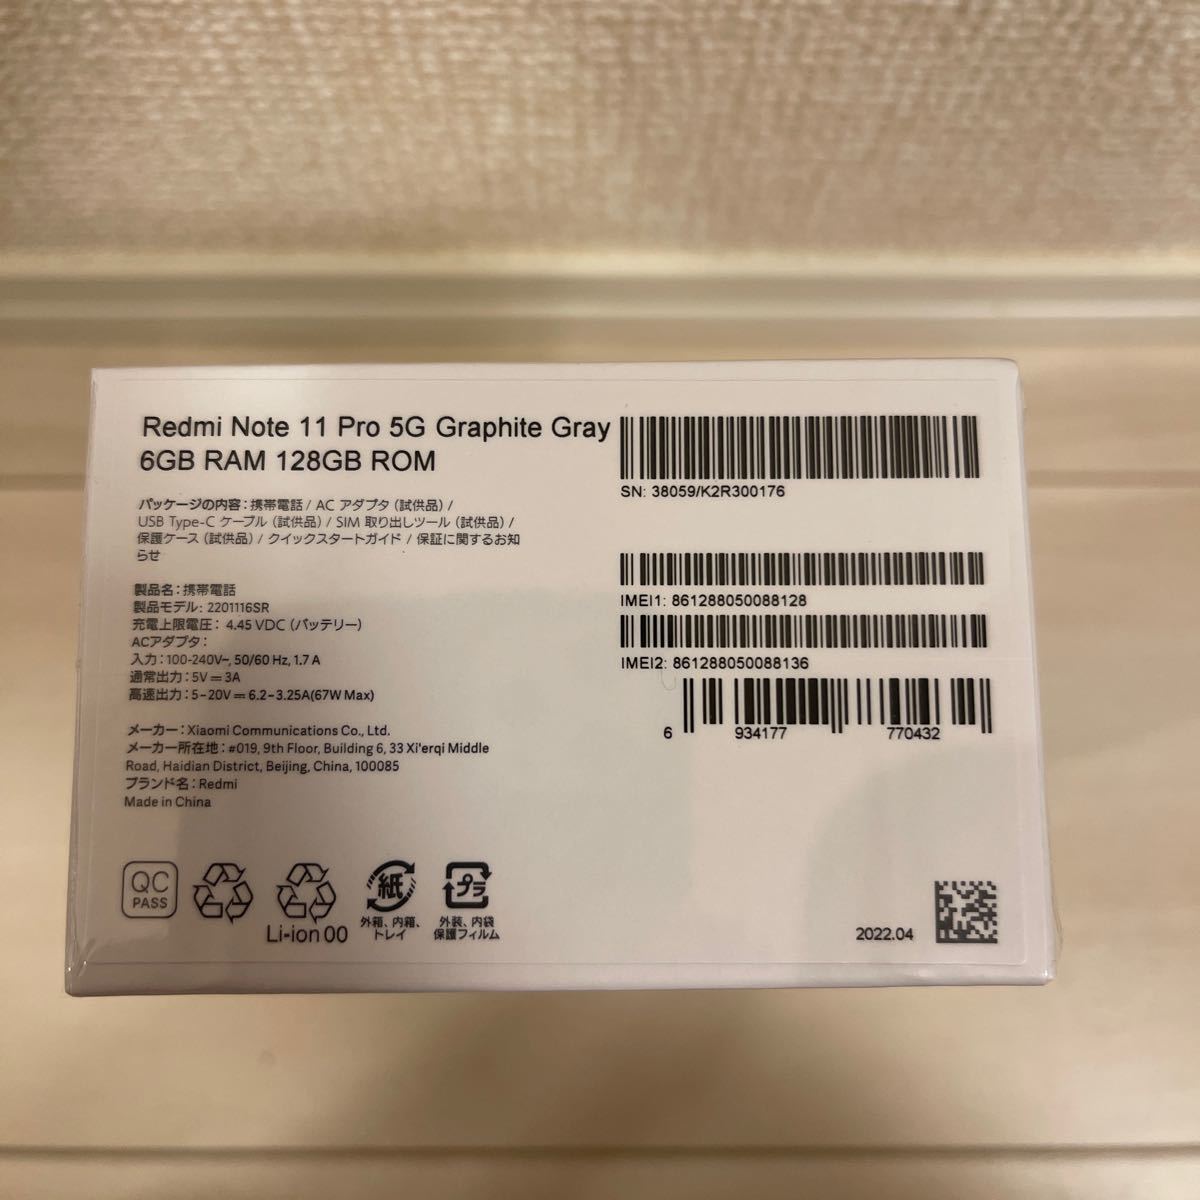 Redmi Note 11 Pro 5G Graphite Gray
6GB RAM 128GB ROM
パッケージの内容：携帯電話 / AC アダプタ（試供品）/
USB Type-C ケーブル（試供品）/ SIM 取り出しツール（試供品）/
保護ケース（試供品）/ クイックスタートガイド / 保証に関するお知
らせ
製品名：携帯電話
製品モデル: 2201116SR
充電上限電圧： 4.45 VDC（バッテリー）
ACアダプタ：
入力：100-240V~, 50/60 Hz, 1.7 A
通常出力：5V⎓3A
高速出力：5-20V⎓6.2-3.25A(67W Max)
メーカー：Xiaomi Communications Co., Ltd.
メーカー所在地：#019, 9th Floor, Building 6, 33 Xi'erqi Middle
Road, Haidian District, Beijing, China, 100085
ブランド名：Redmi
Made in China
SN: 38059/K2R300176
IMEI1: 861288050088128
IMEI2: 861288050088136
6 934177 770432
QC
PASS
Li-ion 00
紙
外箱、内箱、
トレイ
プラ
外装、内袋
保護フィルム
2022.04